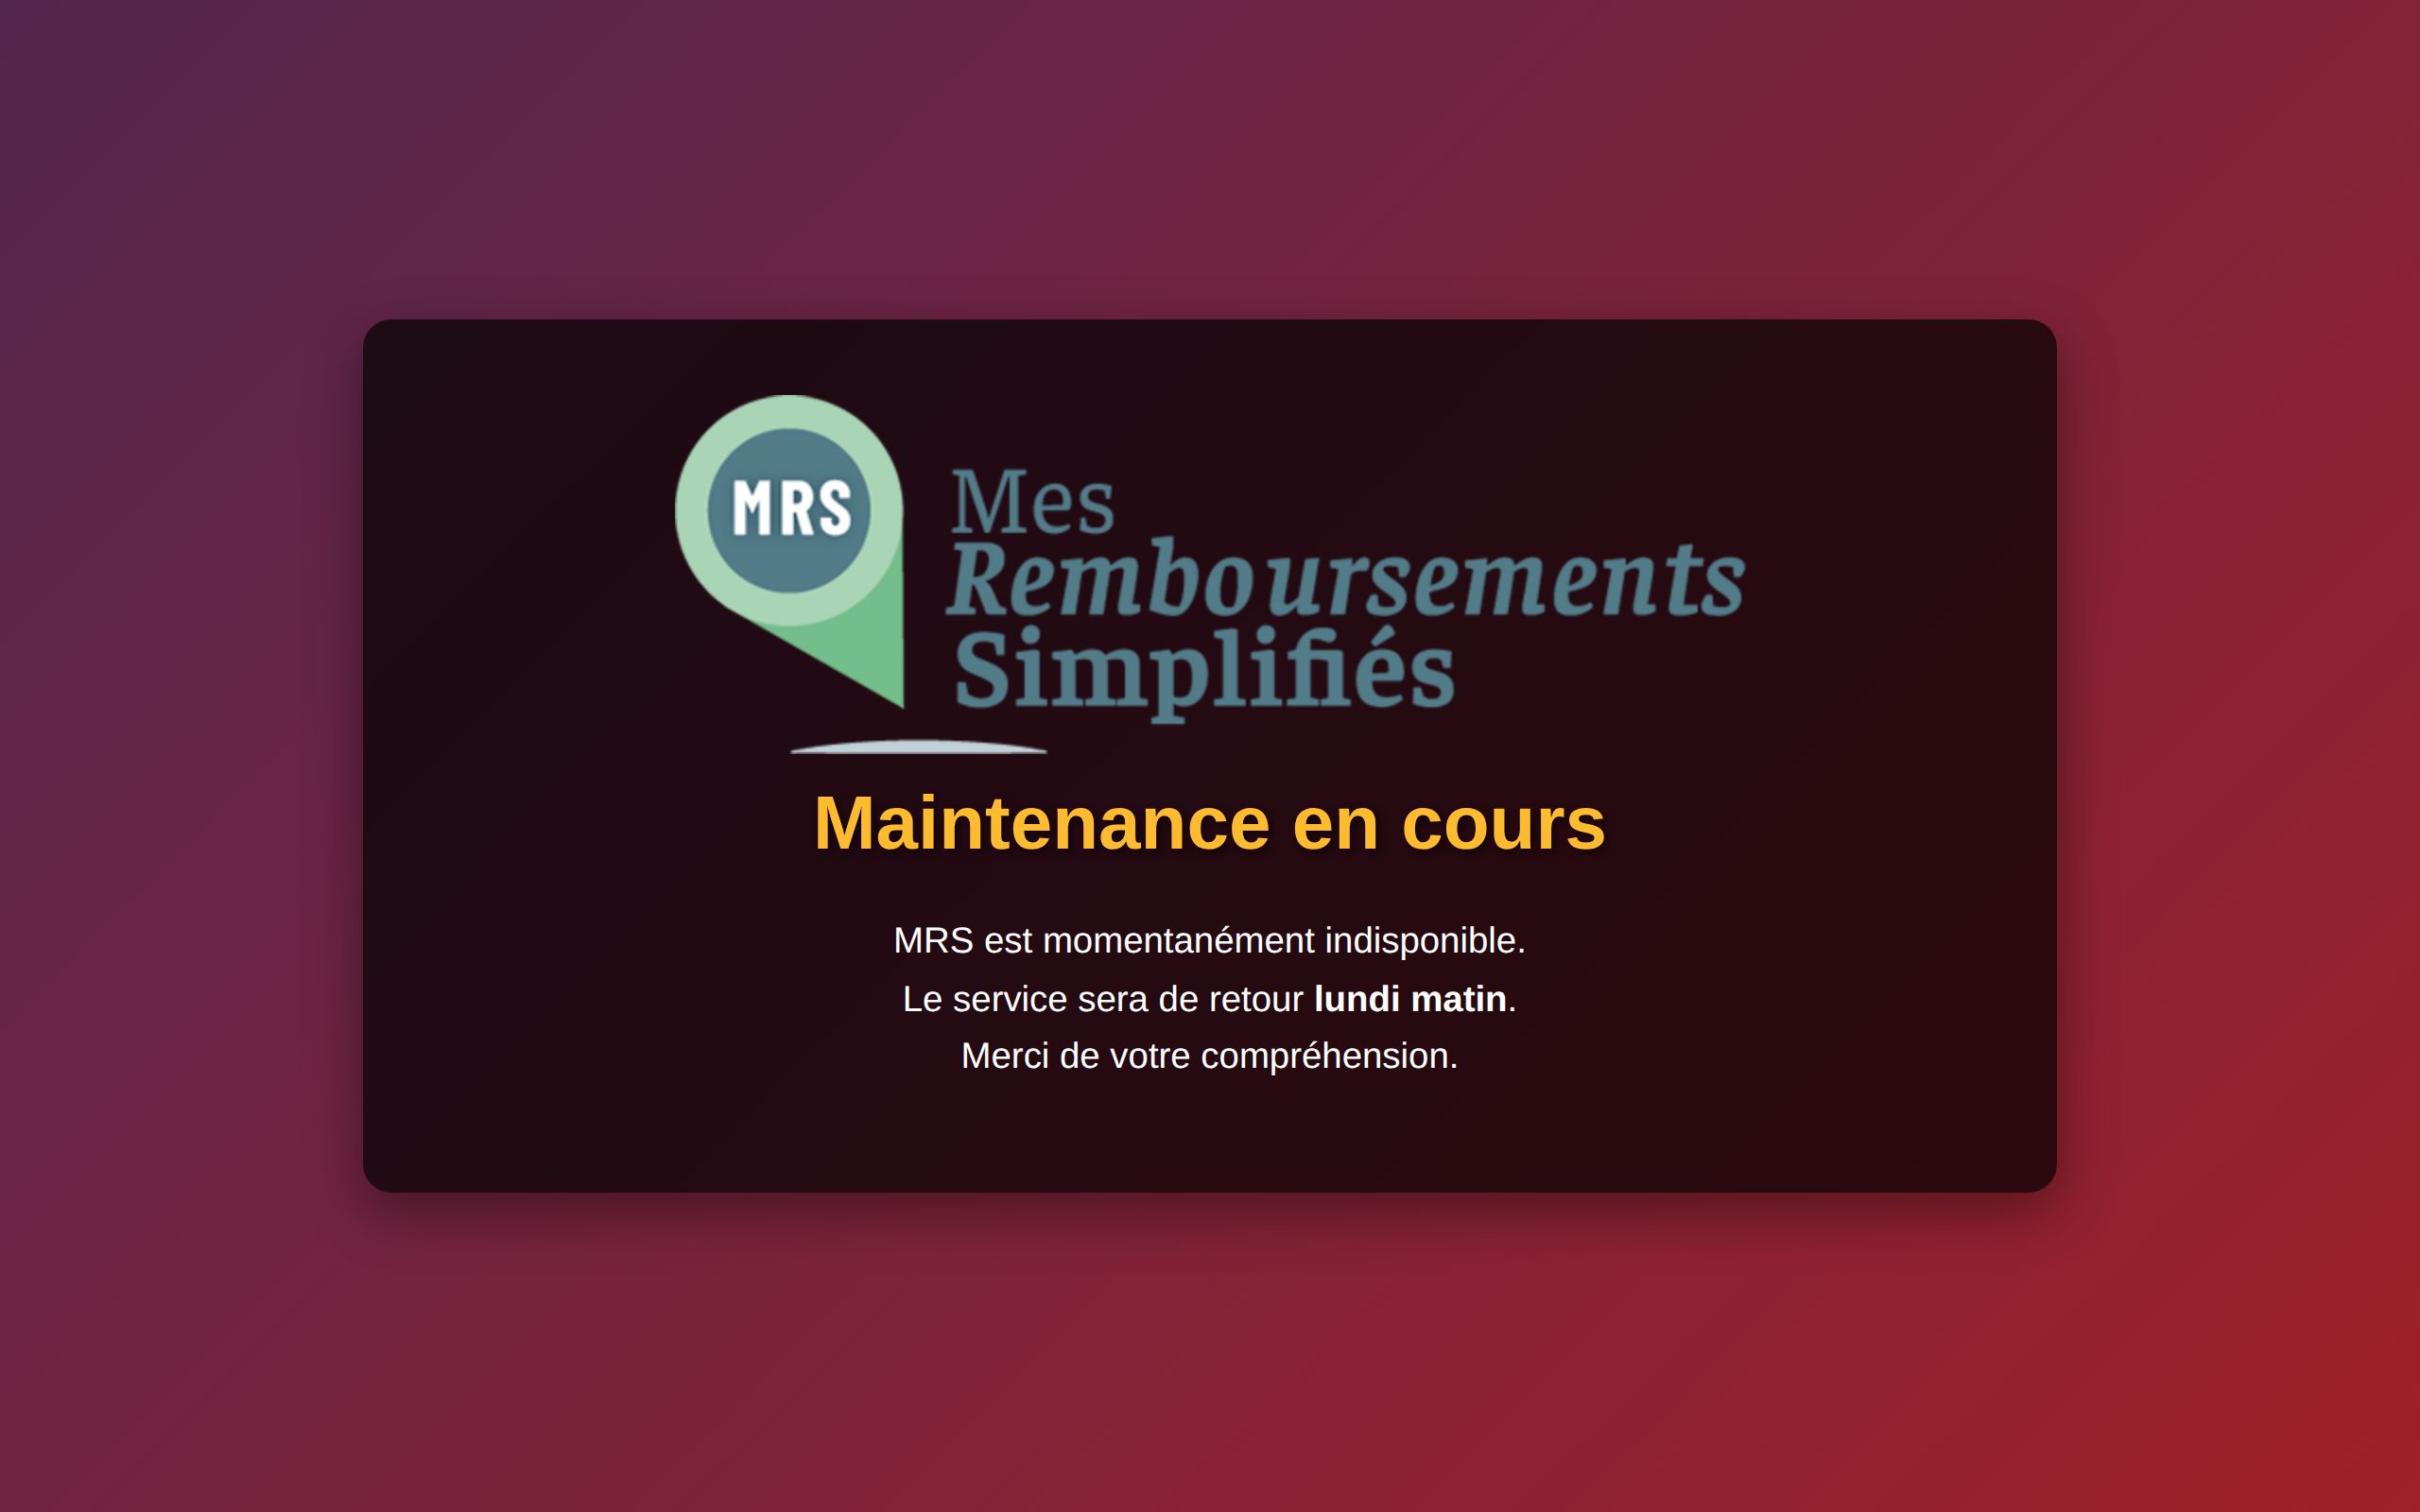 MRS
Mes
Remboursements
Simplifiés
Maintenance en cours
MRS est momentanément indisponible.
Le service sera de retour lundi matin.
Merci de votre compréhension.